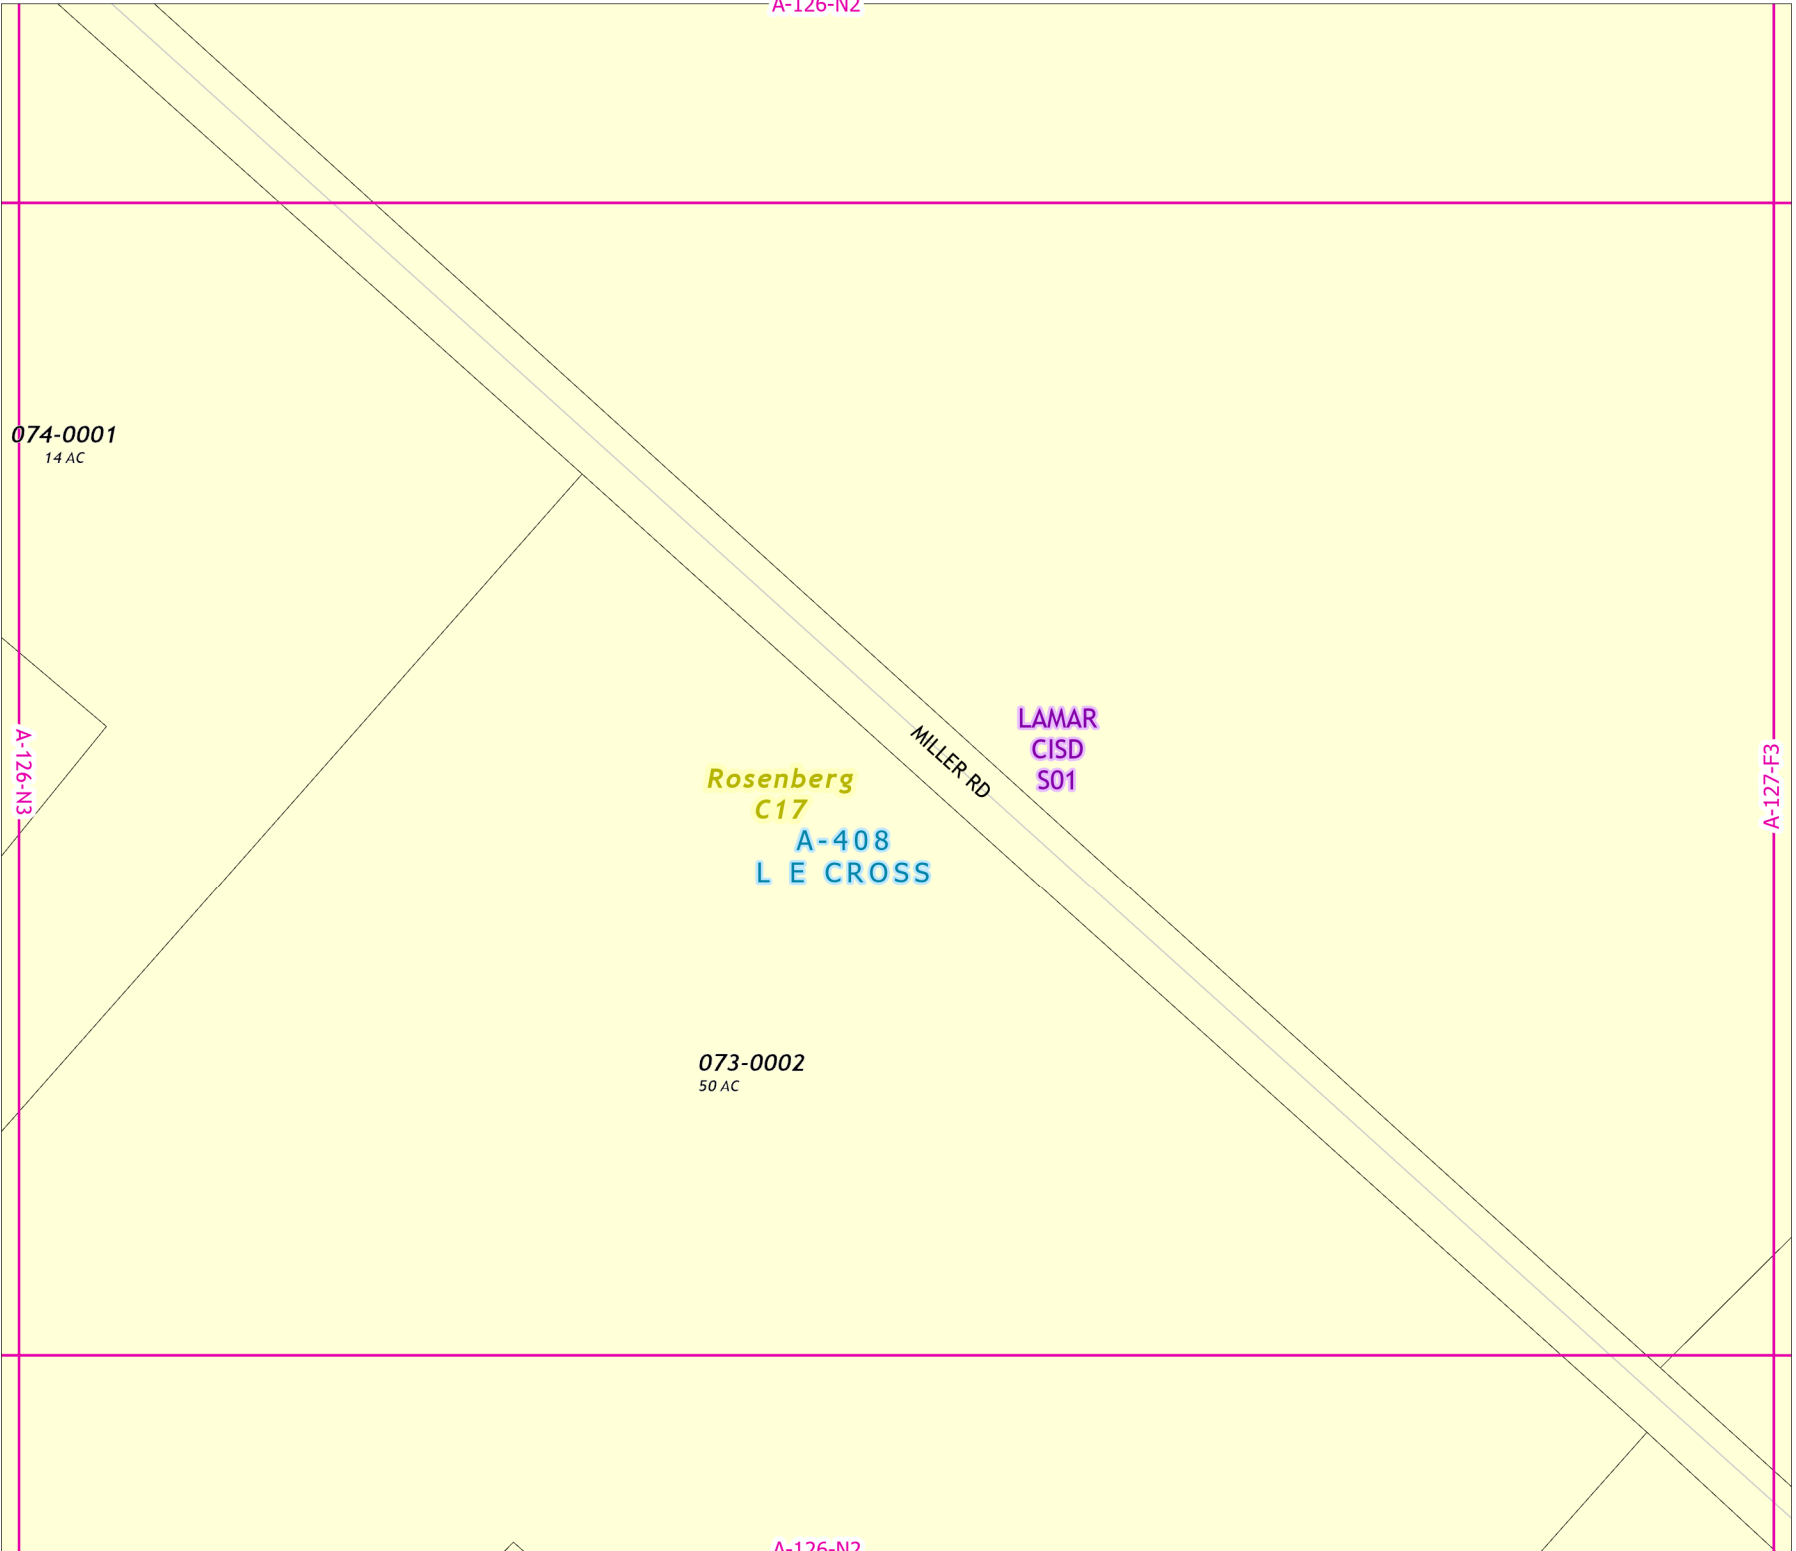 A-126-N2
074-0001
14 AC
LAMAR
CISD
S01
MILLER RD
A-126-N3
A-127-F3
Rosenberg
C17
A-408
L E CROSS
073-0002
50 AC
A-126-N2